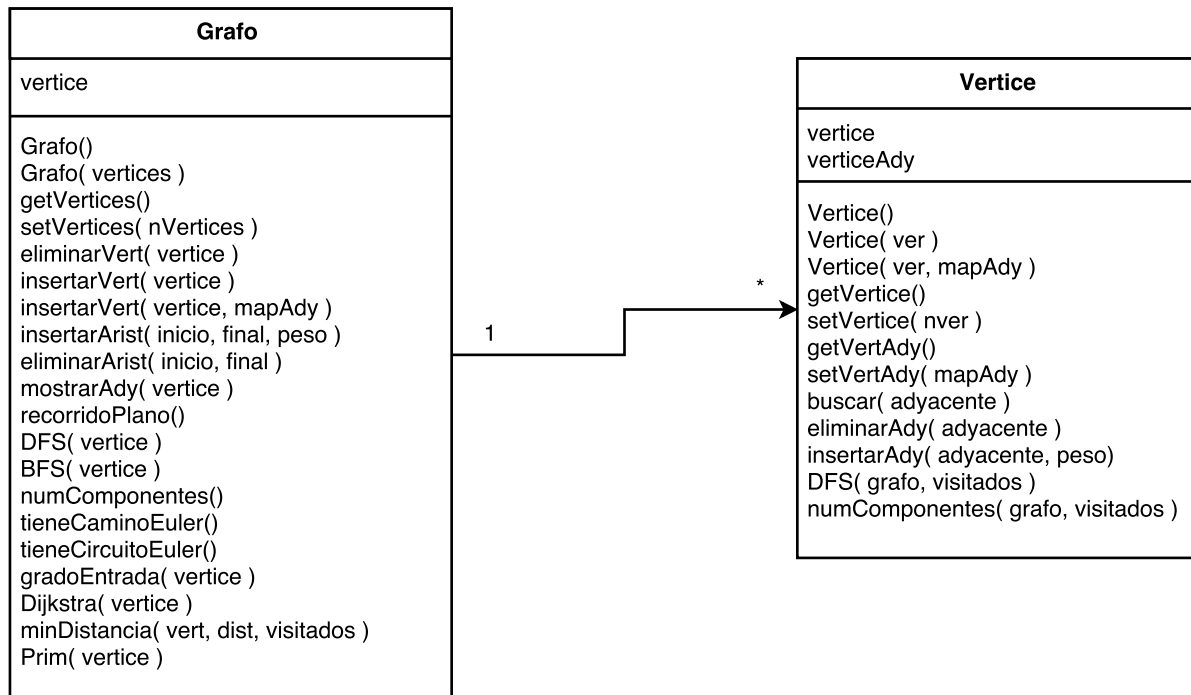 Grafo
vertice
Grafo()
Grafo( vertices )
getVertices()
setVertices( nVertices )
eliminarVert( vertice )
insertarVert( vertice )
insertarVert( vertice, mapAdy )
insertarArist( inicio, final, peso )
eliminarArist( inicio, final )
mostrarAdy( vertice )
recorridoPlano()
DFS( vertice )
BFS( vertice )
numComponentes()
tieneCaminoEuler()
tieneCircuitoEuler()
gradoEntrada( vertice )
Dijkstra( vertice )
minDistancia( vert, dist, visitados )
Prim( vertice )
1
*
Vertice
vertice
verticeAdy
Vertice()
Vertice( ver )
Vertice( ver, mapAdy )
getVertice()
setVertice( nver )
getVertAdy()
setVertAdy( mapAdy )
buscar( adyacente )
eliminarAdy( adyacente )
insertarAdy( adyacente, peso)
DFS( grafo, visitados )
numComponentes( grafo, visitados )